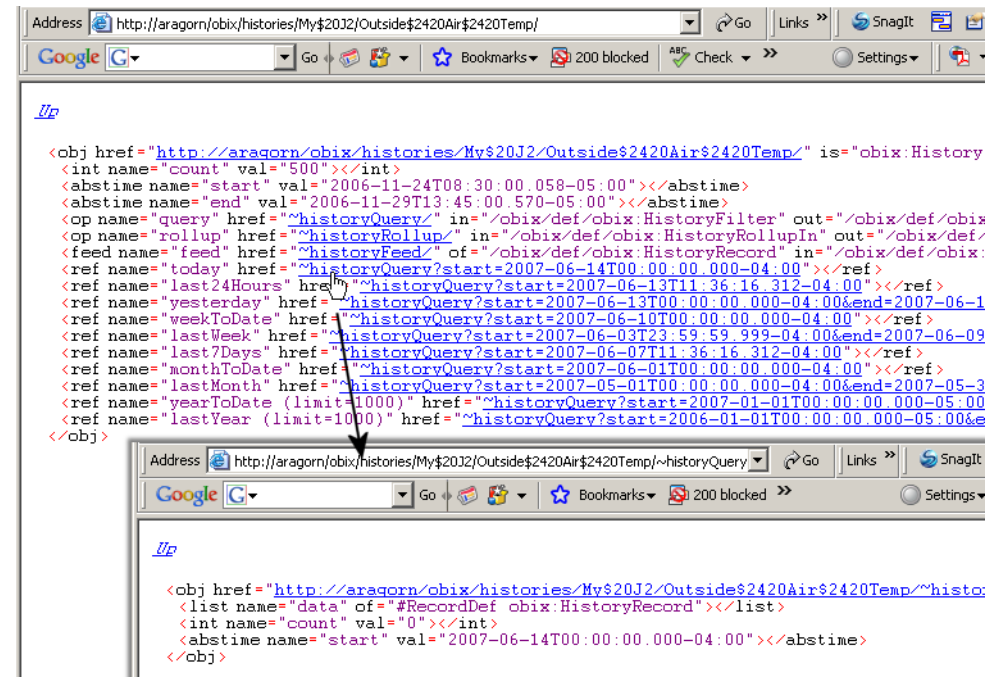 Address http://aragorn/obix/histories/My$20J2/Outside$2420Air$2420Temp/ Go Links » SnagIt
Google G Go Bookmarks 200 blocked ABC Check » Settings
Up
<obj href="http://aragorn/obix/histories/My$20J2/Outside$2420Air$2420Temp/" is="obix:History
<int name="count" val="500"></int>
<abstime name="start" val="2006-11-24T08:30:00.058-05:00"></abstime>
<abstime name="end" val="2006-11-29T13:45:00.570-05:00"></abstime>
<op name="query" href="~historyQuery/" in="/obix/def/obix:HistoryFilter" out="/obix/def/obix
<op name="rollup" href="~historyRollup/" in="/obix/def/obix:HistoryRollupIn" out="/obix/def/
<feed name="feed" href="~historyFeed/" of="/obix/def/obix:HistoryRecord" in="/obix/def/obix:
<ref name="today" href="~historyQuery?start=2007-06-14T00:00:00.000-04:00"></ref>
<ref name="last24Hours" href="~historyQuery?start=2007-06-13T11:36:16.312-04:00"></ref>
<ref name="yesterday" href="~historyQuery?start=2007-06-13T00:00:00.000-04:00&end=2007-06-1
<ref name="weekToDate" href="~historyQuery?start=2007-06-10T00:00:00.000-04:00"></ref>
<ref name="lastWeek" href="~historyQuery?start=2007-06-03T23:59:59.999-04:00&end=2007-06-09
<ref name="last7Days" href="~historyQuery?start=2007-06-07T11:36:16.312-04:00"></ref>
<ref name="monthToDate" href="~historyQuery?start=2007-06-01T00:00:00.000-04:00"></ref>
<ref name="lastMonth" href="~historyQuery?start=2007-05-01T00:00:00.000-04:00&end=2007-05-3
<ref name="yearToDate (limit=1000)" href="~historyQuery?start=2007-01-01T00:00:00.000-05:00
<ref name="lastYear (limit=1000)" href="~historyQuery?start=2006-01-01T00:00:00.000-05:00&e
</obj>
Address http://aragorn/obix/histories/My$20J2/Outside$2420Air$2420Temp/~historyQuery Go Links » SnagIt
Google G Go Bookmarks 200 blocked » Settings
Up
<obj href="http://aragorn/obix/histories/My$20J2/Outside$2420Air$2420Temp/~histor
<list name="data" of="#RecordDef obix:HistoryRecord"></list>
<int name="count" val="0"></int>
<abstime name="start" val="2007-06-14T00:00:00.000-04:00"></abstime>
</obj>